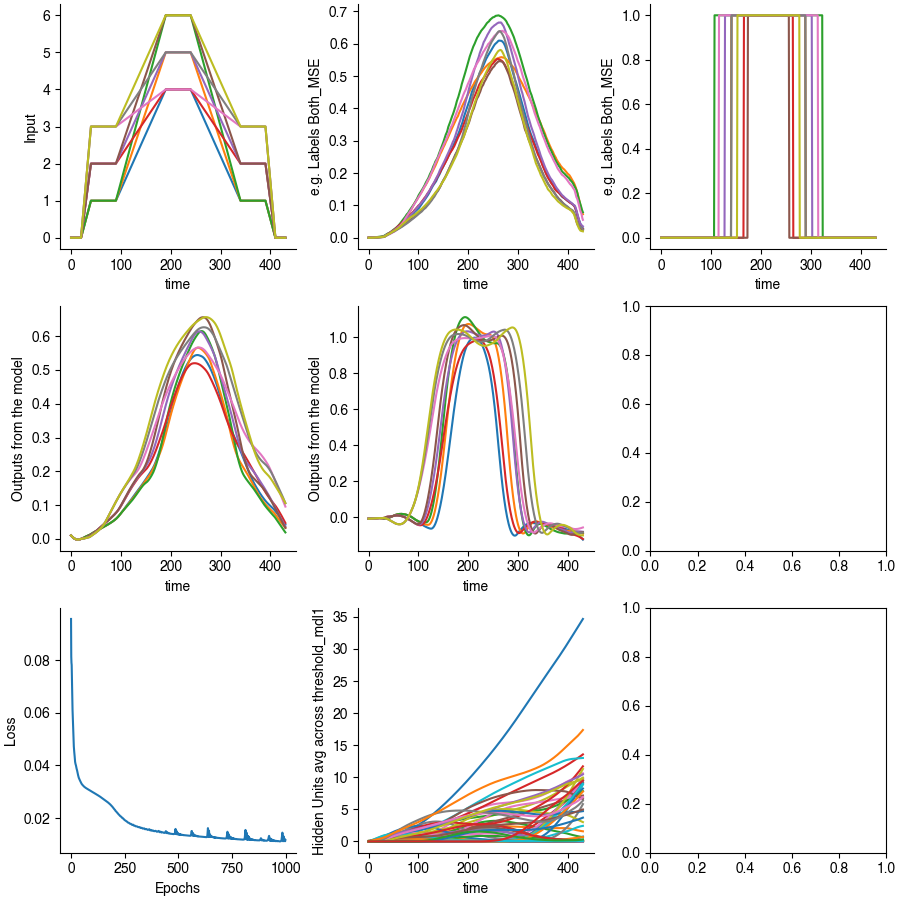 6
5
4
3
2
1
0
Input
0 100 200 300 400
time
0.7
0.6
0.5
0.4
0.3
0.2
0.1
0.0
e.g. Labels Both_MSE
0 100 200 300 400
time
1.0
0.8
0.6
0.4
0.2
0.0
e.g. Labels Both_MSE
0 100 200 300 400
time
0.6
0.5
0.4
0.3
0.2
0.1
0.0
Outputs from the model
0 100 200 300 400
time
1.0
0.8
0.6
0.4
0.2
0.0
Outputs from the model
0 100 200 300 400
time
1.0
0.8
0.6
0.4
0.2
0.0
0.0 0.2 0.4 0.6 0.8 1.0
0.08
0.06
0.04
0.02
Loss
0 250 500 750 1000
Epochs
35
30
25
20
15
10
5
0
Hidden Units avg across threshold_mdl1
0 100 200 300 400
time
1.0
0.8
0.6
0.4
0.2
0.0
0.0 0.2 0.4 0.6 0.8 1.0